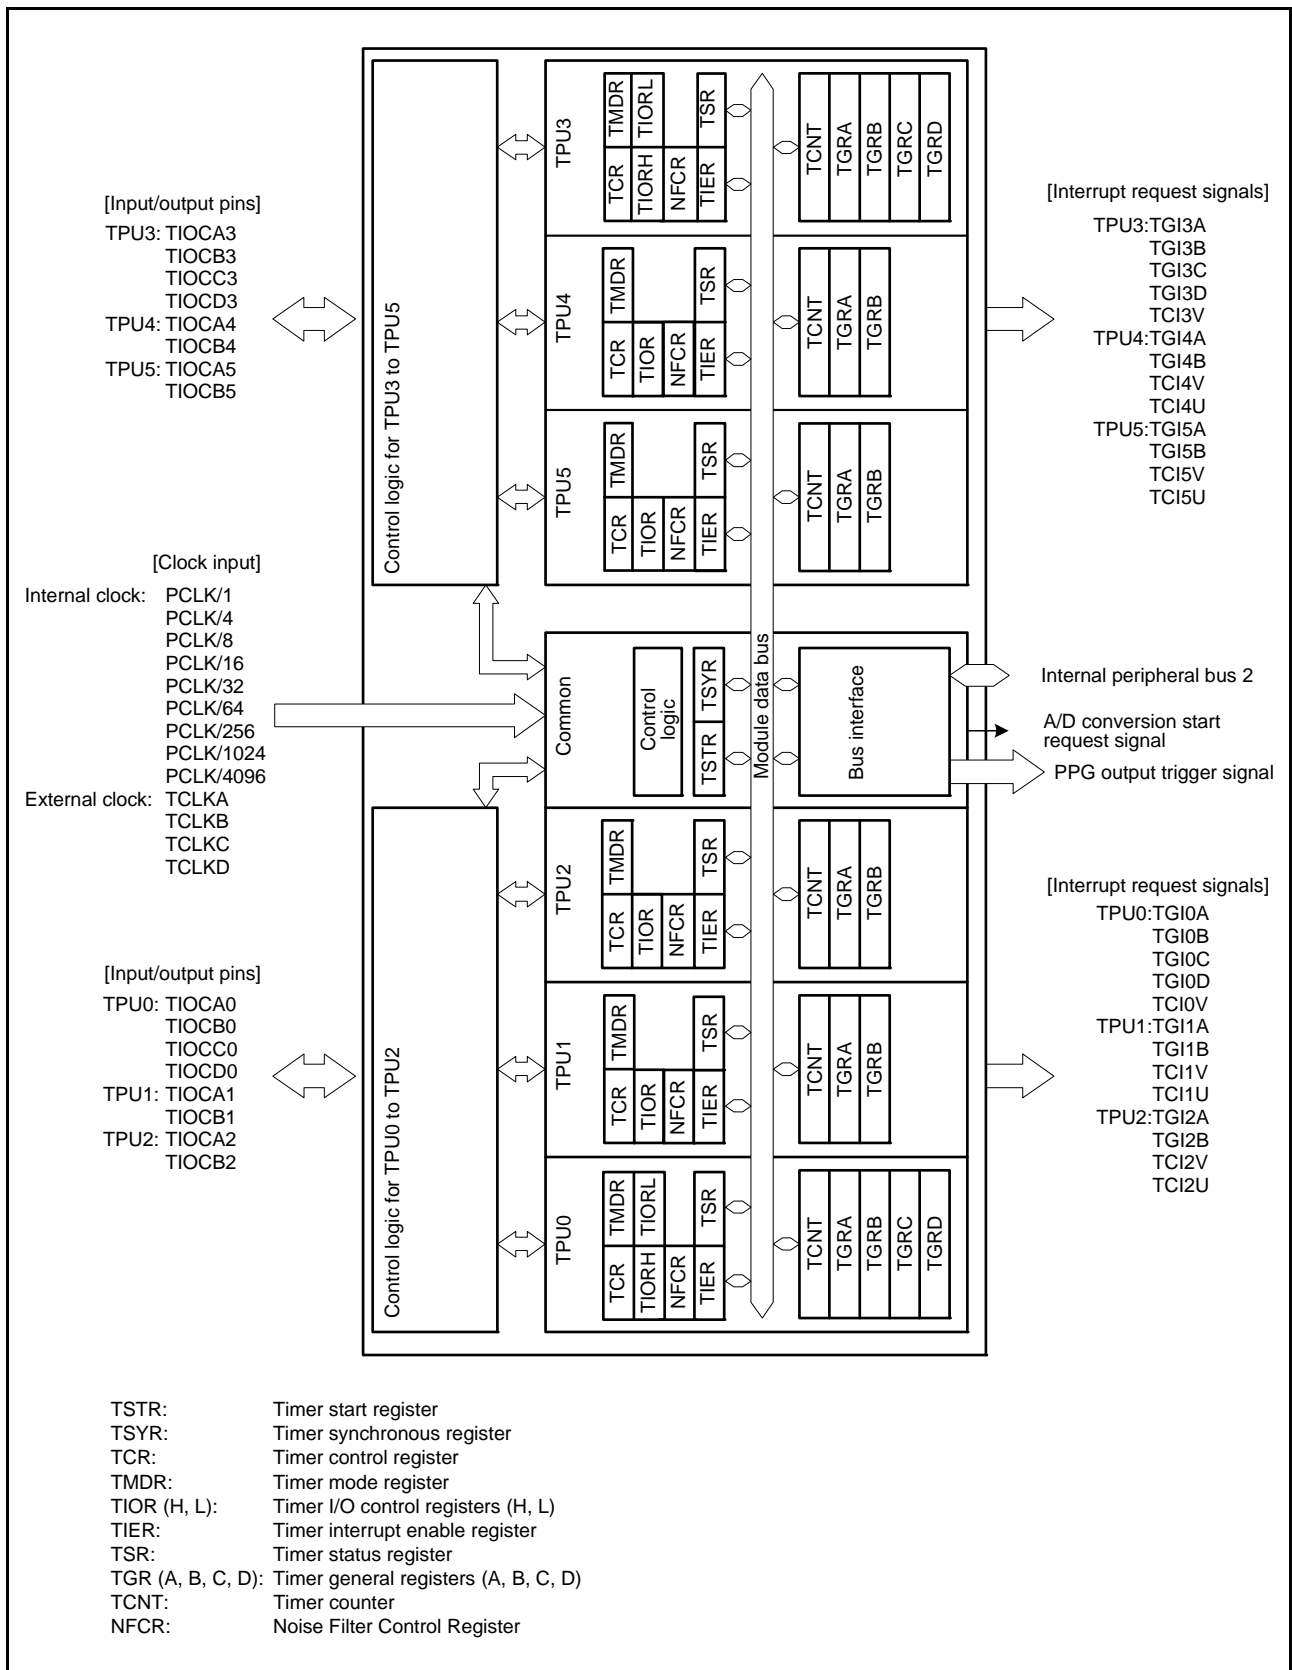 [Input/output pins]
TPU3: TIOCA3
TIOCB3
TIOCC3
TIOCD3
TPU4: TIOCA4
TIOCB4
TPU5: TIOCA5
TIOCB5
[Clock input]
Internal clock: PCLK/1
PCLK/4
PCLK/8
PCLK/16
PCLK/32
PCLK/64
PCLK/256
PCLK/1024
PCLK/4096
External clock: TCLKA
TCLKB
TCLKC
TCLKD
[Input/output pins]
TPU0: TIOCA0
TIOCB0
TIOCC0
TIOCD0
TPU1: TIOCA1
TIOCB1
TPU2: TIOCA2
TIOCB2
Control logic for TPU3 to TPU5
Control logic for TPU0 to TPU2
TPU3
TCR
TMDR
TIORH
TIORL
NFCR
TIER
TSR
TCNT
TGRA
TGRB
TGRC
TGRD
TPU4
TCR
TMDR
TIOR
NFCR
TIER
TSR
TCNT
TGRA
TGRB
TPU5
TCR
TMDR
TIOR
NFCR
TIER
TSR
TCNT
TGRA
TGRB
Common
Control
logic
TSTR
TSYR
Module data bus
Bus interface
TPU2
TCR
TMDR
TIOR
NFCR
TIER
TSR
TCNT
TGRA
TGRB
TPU1
TCR
TMDR
TIOR
NFCR
TIER
TSR
TCNT
TGRA
TGRB
TPU0
TCR
TMDR
TIORH
TIORL
NFCR
TIER
TSR
TCNT
TGRA
TGRB
TGRC
TGRD
[Interrupt request signals]
TPU3:TGI3A
TGI3B
TGI3C
TGI3D
TCI3V
TPU4:TGI4A
TGI4B
TCI4V
TCI4U
TPU5:TGI5A
TGI5B
TCI5V
TCI5U
Internal peripheral bus 2
A/D conversion start
request signal
PPG output trigger signal
[Interrupt request signals]
TPU0:TGI0A
TGI0B
TGI0C
TGI0D
TCI0V
TPU1:TGI1A
TGI1B
TCI1V
TCI1U
TPU2:TGI2A
TGI2B
TCI2V
TCI2U
TSTR: Timer start register
TSYR: Timer synchronous register
TCR: Timer control register
TMDR: Timer mode register
TIOR (H, L): Timer I/O control registers (H, L)
TIER: Timer interrupt enable register
TSR: Timer status register
TGR (A, B, C, D): Timer general registers (A, B, C, D)
TCNT: Timer counter
NFCR: Noise Filter Control Register